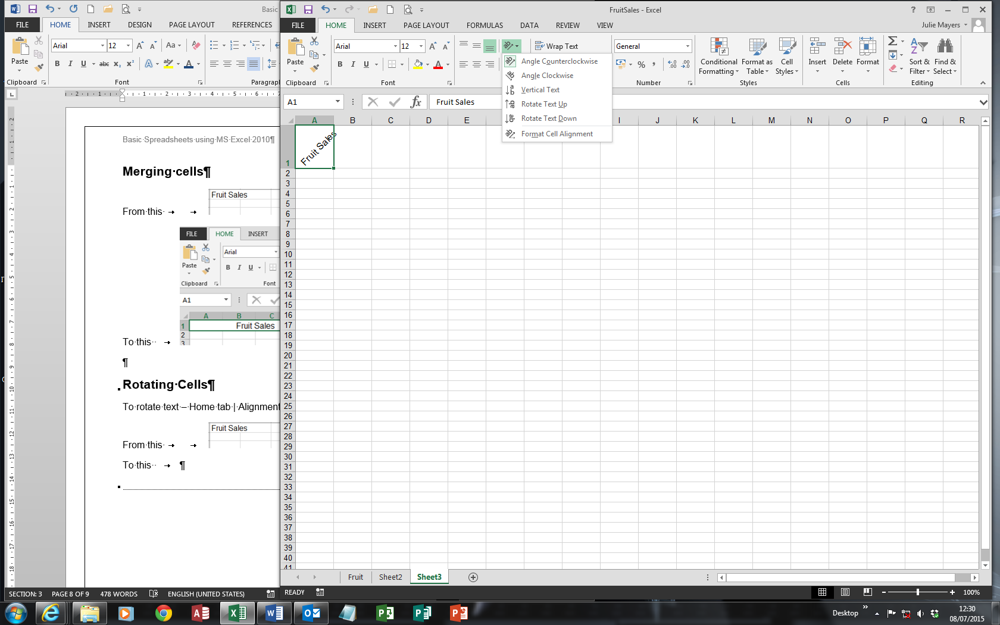 Basic
FILE HOME INSERT DESIGN PAGE LAYOUT REFERENCES
Paste
Arial 12
Clipboard Font Paragraph
Basic·Spreadsheets·using·MS·Excel·2010¶
Merging·cells¶
Fruit Sales
From·this·
FILE HOME INSERT
Arial
Paste
B I U
Clipboard Font
A1
A B C
1 Fruit Sales
2
3
To·this··
¶
Rotating·Cells¶
To·rotate·text·–·Home·tab·|·Alignment
Fruit Sales
From·this·
To·this·· ¶
SECTION: 3 PAGE 8 OF 9 478 WORDS ENGLISH (UNITED STATES)
FruitSales - Excel
FILE HOME INSERT PAGE LAYOUT FORMULAS DATA REVIEW VIEW
Julie Mayers
Paste
Arial 12
B I U
Wrap Text
General
Conditional Formatting
Format as Table
Cell Styles
Insert Delete Format
Sort & Filter
Find & Select
Clipboard Font Number Styles Cells Editing
Angle Counterclockwise
Angle Clockwise
Vertical Text
Rotate Text Up
Rotate Text Down
Format Cell Alignment
A1 fx Fruit Sales
A B C D E I J K L M N O P Q R
1 Fruit Sales
2
3
4
5
6
7
8
9
10
11
12
13
14
15
16
17
18
19
20
21
22
23
24
25
26
27
28
29
30
31
32
33
34
35
36
37
38
39
40
41
Fruit Sheet2 Sheet3
READY 100%
Desktop
12:30
08/07/2015